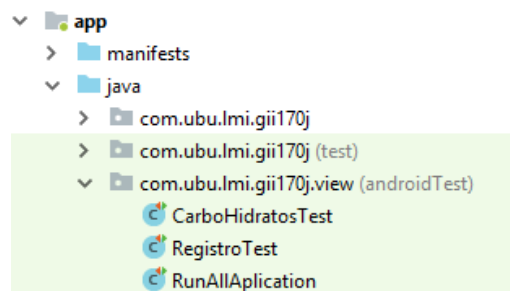 app
manifests
java
com.ubu.lmi.gii170j
com.ubu.lmi.gii170j (test)
com.ubu.lmi.gii170j.view (androidTest)
CarboHidratosTest
RegistroTest
RunAllAplication